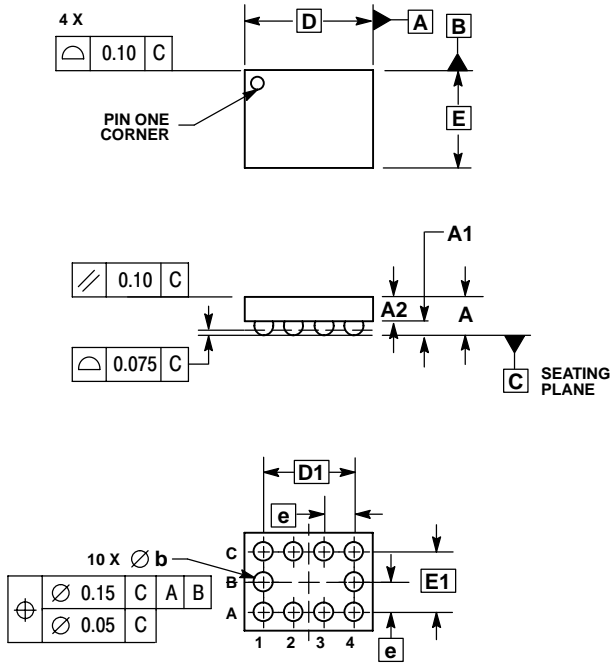 4 X
⌓ 0.10 C
D
A
B
PIN ONE
CORNER
E
A1
// 0.10 C
A2
A
⌓ 0.075 C
C
SEATING
PLANE
D1
e
C
10 X ∅ b
B
E1
⌖ ∅ 0.15 C A B
∅ 0.05 C
A
1 2 3 4
e